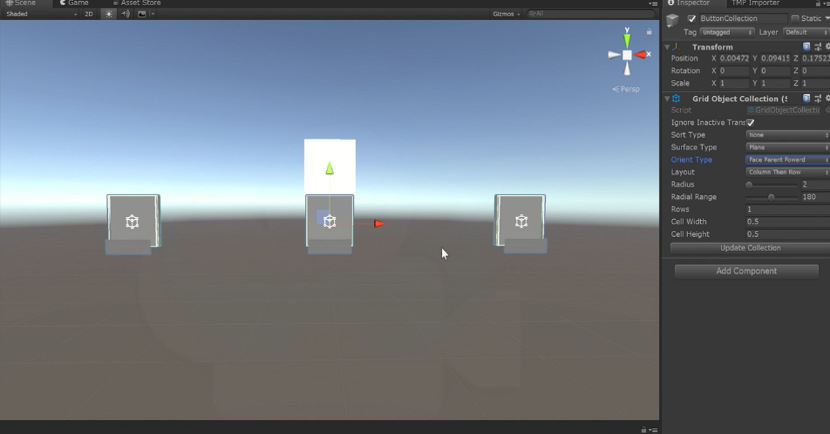 Scene Game Asset Store
Shaded 2D Gizmos All
y
x
Persp
Inspector TMP Importer
ButtonCollection Static
Tag Untagged Layer Default
Transform
Position X 0.00472 Y 0.09415 Z 0.17523
Rotation X 0 Y 0 Z 0
Scale X 1 Y 1 Z 1
Grid Object Collection (S
Script GridObjectCollecti
Ignore Inactive Trans
Sort Type None
Surface Type Plane
Orient Type Face Parent Foward
Layout Column Then Row
Radius 2
Radial Range 180
Rows 1
Cell Width 0.5
Cell Height 0.5
Update Collection
Add Component